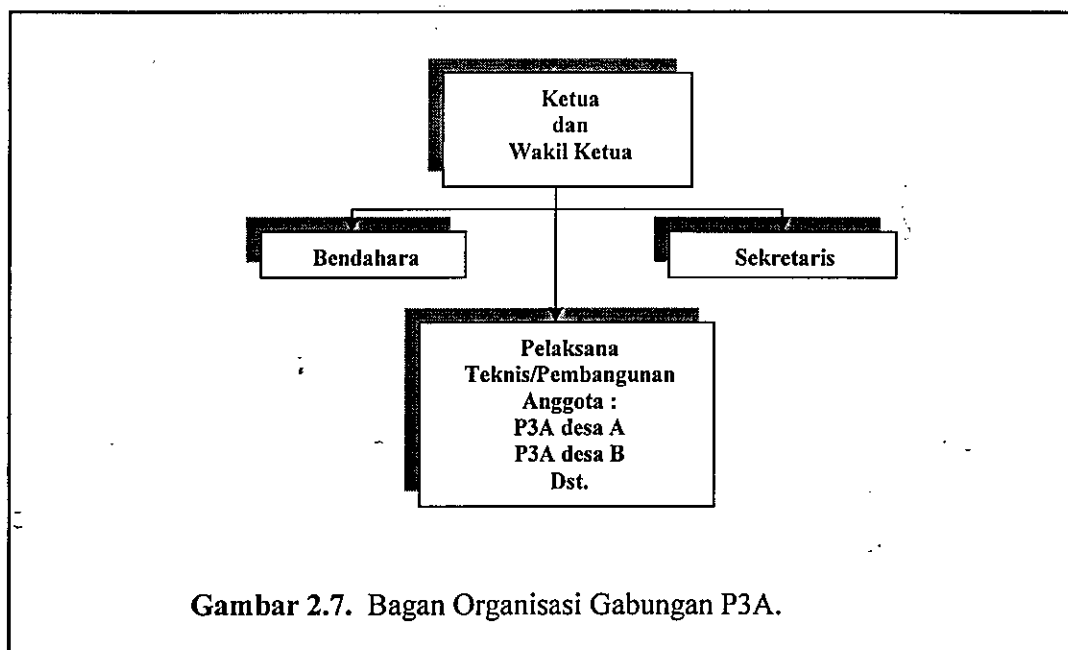 Ketua
dan
Wakil Ketua
Bendahara
Sekretaris
Pelaksana
Teknis/Pembangunan
Anggota :
P3A desa A
P3A desa B
Dst.
Gambar 2.7. Bagan Organisasi Gabungan P3A.